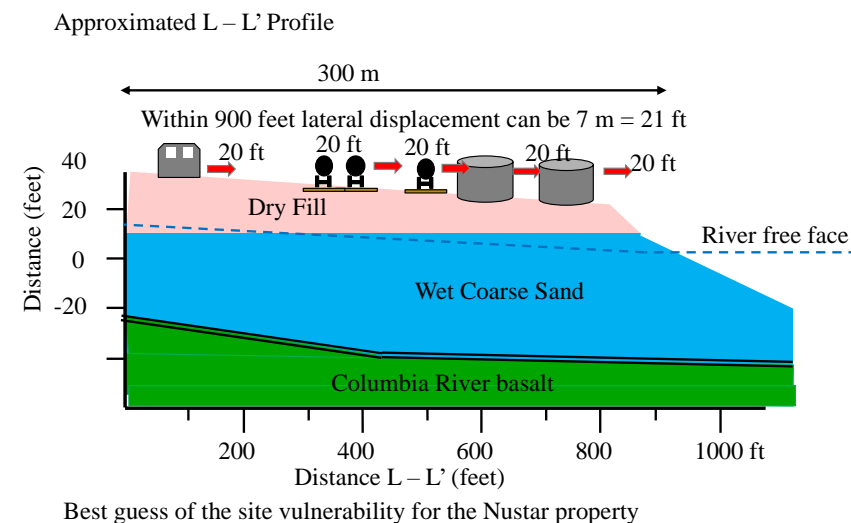 Approximated L – L’ Profile
300 m
Within 900 feet lateral displacement can be 7 m = 21 ft
20 ft
20 ft
20 ft
20 ft
20 ft
40
20
0
-20
Distance (feet)
Dry Fill
River free face
Wet Coarse Sand
Columbia River basalt
200
400
600
800
1000 ft
Distance L – L’ (feet)
Best guess of the site vulnerability for the Nustar property